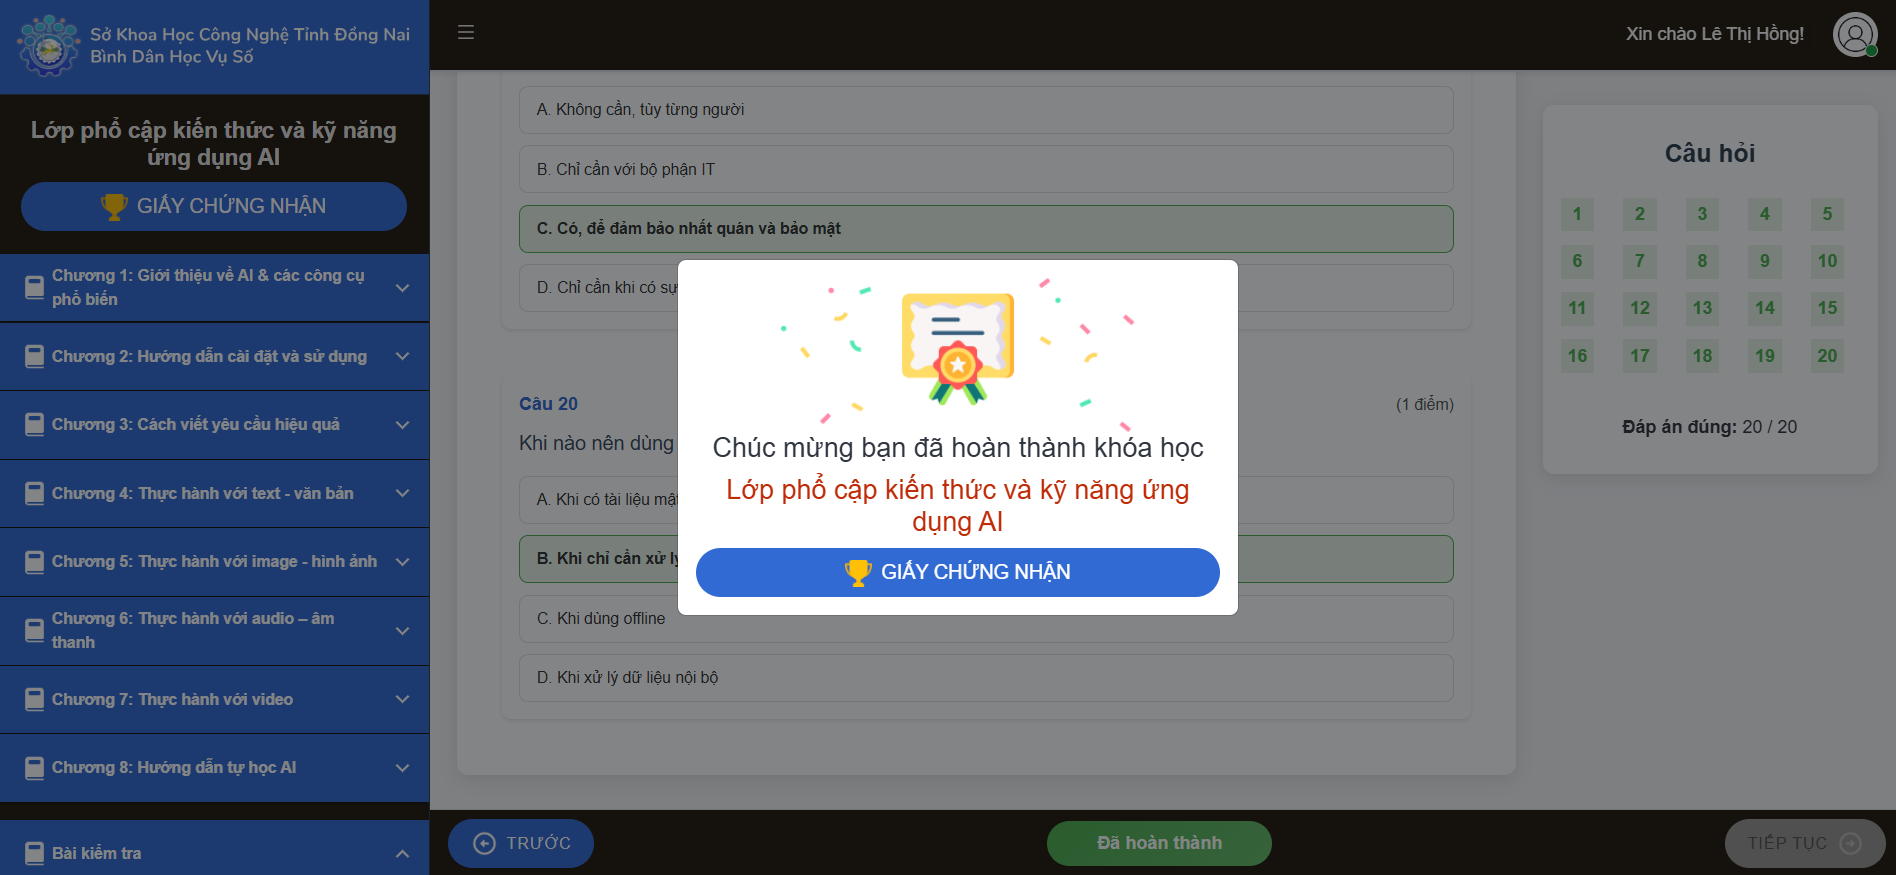 Sở Khoa Học Công Nghệ Tỉnh Đồng Nai
Bình Dân Học Vụ Số
Xin chào Lê Thị Hồng!
Lớp phổ cập kiến thức và kỹ năng
ứng dụng AI
GIẤY CHỨNG NHẬN
Chương 1: Giới thiệu về AI & các công cụ
phổ biến
Chương 2: Hướng dẫn cài đặt và sử dụng
Chương 3: Cách viết yêu cầu hiệu quả
Chương 4: Thực hành với text - văn bản
Chương 5: Thực hành với image - hình ảnh
Chương 6: Thực hành với audio – âm
thanh
Chương 7: Thực hành với video
Chương 8: Hướng dẫn tự học AI
Bài kiểm tra
A. Không cần, tùy từng người
B. Chỉ cần với bộ phận IT
C. Có, để đảm bảo nhất quán và bảo mật
D. Chỉ cần khi có sự
Câu 20
(1 điểm)
Khi nào nên dùng
A. Khi có tài liệu mật
B. Khi chỉ cần xử lý
C. Khi dùng offline
D. Khi xử lý dữ liệu nội bộ
Chúc mừng bạn đã hoàn thành khóa học
Lớp phổ cập kiến thức và kỹ năng ứng
dụng AI
GIẤY CHỨNG NHẬN
Câu hỏi
1 2 3 4 5
6 7 8 9 10
11 12 13 14 15
16 17 18 19 20
Đáp án đúng: 20 / 20
TRƯỚC
Đã hoàn thành
TIẾP TỤC